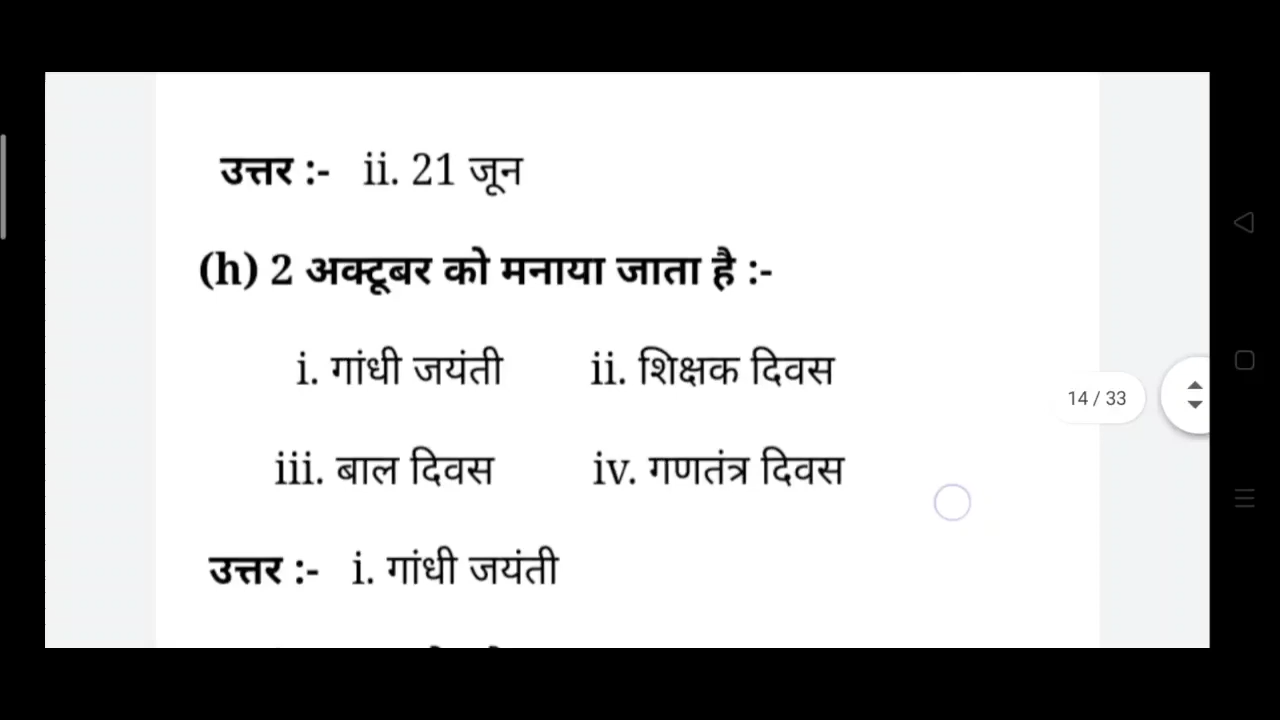 उत्तर :- ii. 21 जून
(h) 2 अक्टूबर को मनाया जाता है :-
i. गांधी जयंती ii. शिक्षक दिवस
14 / 33
iii. बाल दिवस iv. गणतंत्र दिवस
उत्तर :- i. गांधी जयंती